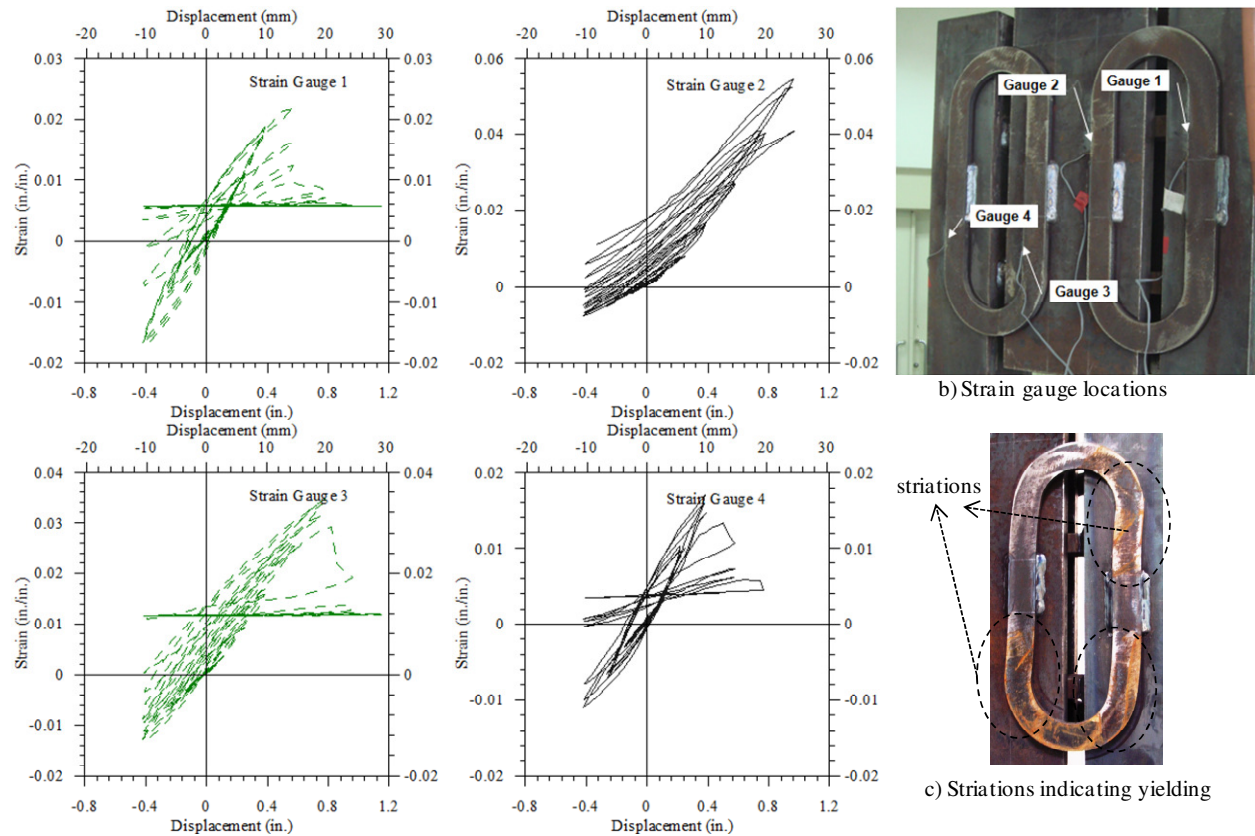 Displacement (mm)
-20 -10 0 10 20 30
0.03 0.03
Strain Gauge 1
0.02 0.02
0.01 0.01
0 0
-0.01 -0.01
-0.02 -0.02
Strain (in./in.)
-0.8 -0.4 0 0.4 0.8 1.2
Displacement (in.)
Displacement (mm)
-20 -10 0 10 20 30
0.06 0.06
Strain Gauge 2
0.04 0.04
0.02 0.02
0 0
-0.02 -0.02
Strain (in./in.)
-0.8 -0.4 0 0.4 0.8 1.2
Displacement (in.)
Gauge 2
Gauge 1
Gauge 4
Gauge 3
b) Strain gauge locations
Displacement (mm)
-20 -10 0 10 20 30
0.04 0.04
Strain Gauge 3
0.03 0.03
0.02 0.02
0.01 0.01
0 0
-0.01 -0.01
-0.02 -0.02
Strain (in./in.)
-0.8 -0.4 0 0.4 0.8 1.2
Displacement (in.)
Displacement (mm)
-20 -10 0 10 20 30
0.02 0.02
Strain Gauge 4
0.01 0.01
0 0
-0.01 -0.01
-0.02 -0.02
Strain (in./in.)
-0.8 -0.4 0 0.4 0.8 1.2
Displacement (in.)
striations
c) Striations indicating yielding